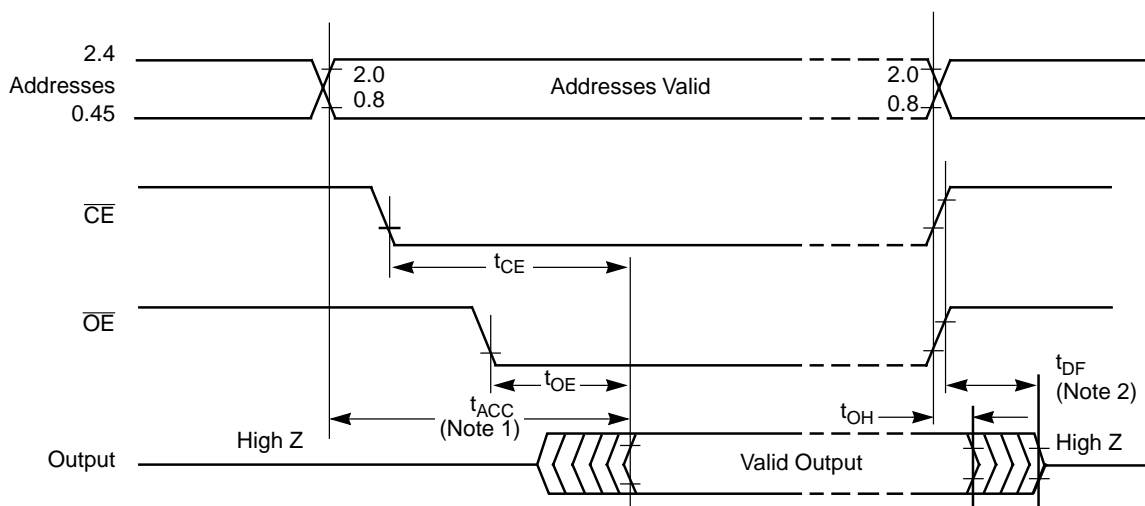 2.4
Addresses
0.45
2.0
0.8
Addresses Valid
2.0
0.8
CE
tCE
OE
tOE
tACC
(Note 1)
tOH
tDF
(Note 2)
High Z
Output
Valid Output
High Z